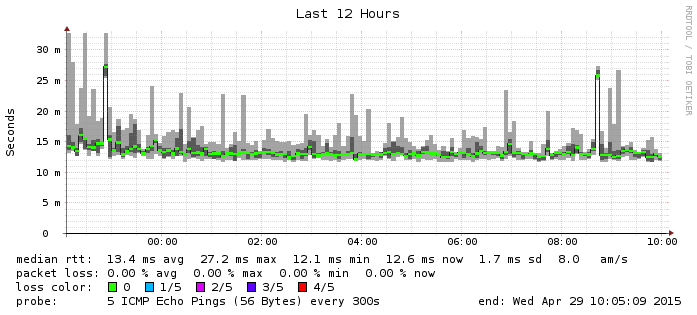 Last 12 Hours
RRDTOOL / TOBI OETIKER
Seconds
30 m
25 m
20 m
15 m
10 m
5 m
0
00:00 02:00 04:00 06:00 08:00 10:00
median rtt: 13.4 ms avg 27.2 ms max 12.1 ms min 12.6 ms now 1.7 ms sd 8.0 am/s
packet loss: 0.00 % avg 0.00 % max 0.00 % min 0.00 % now
loss color: 0 1/5 2/5 3/5 4/5
probe: 5 ICMP Echo Pings (56 Bytes) every 300s end: Wed Apr 29 10:05:09 2015